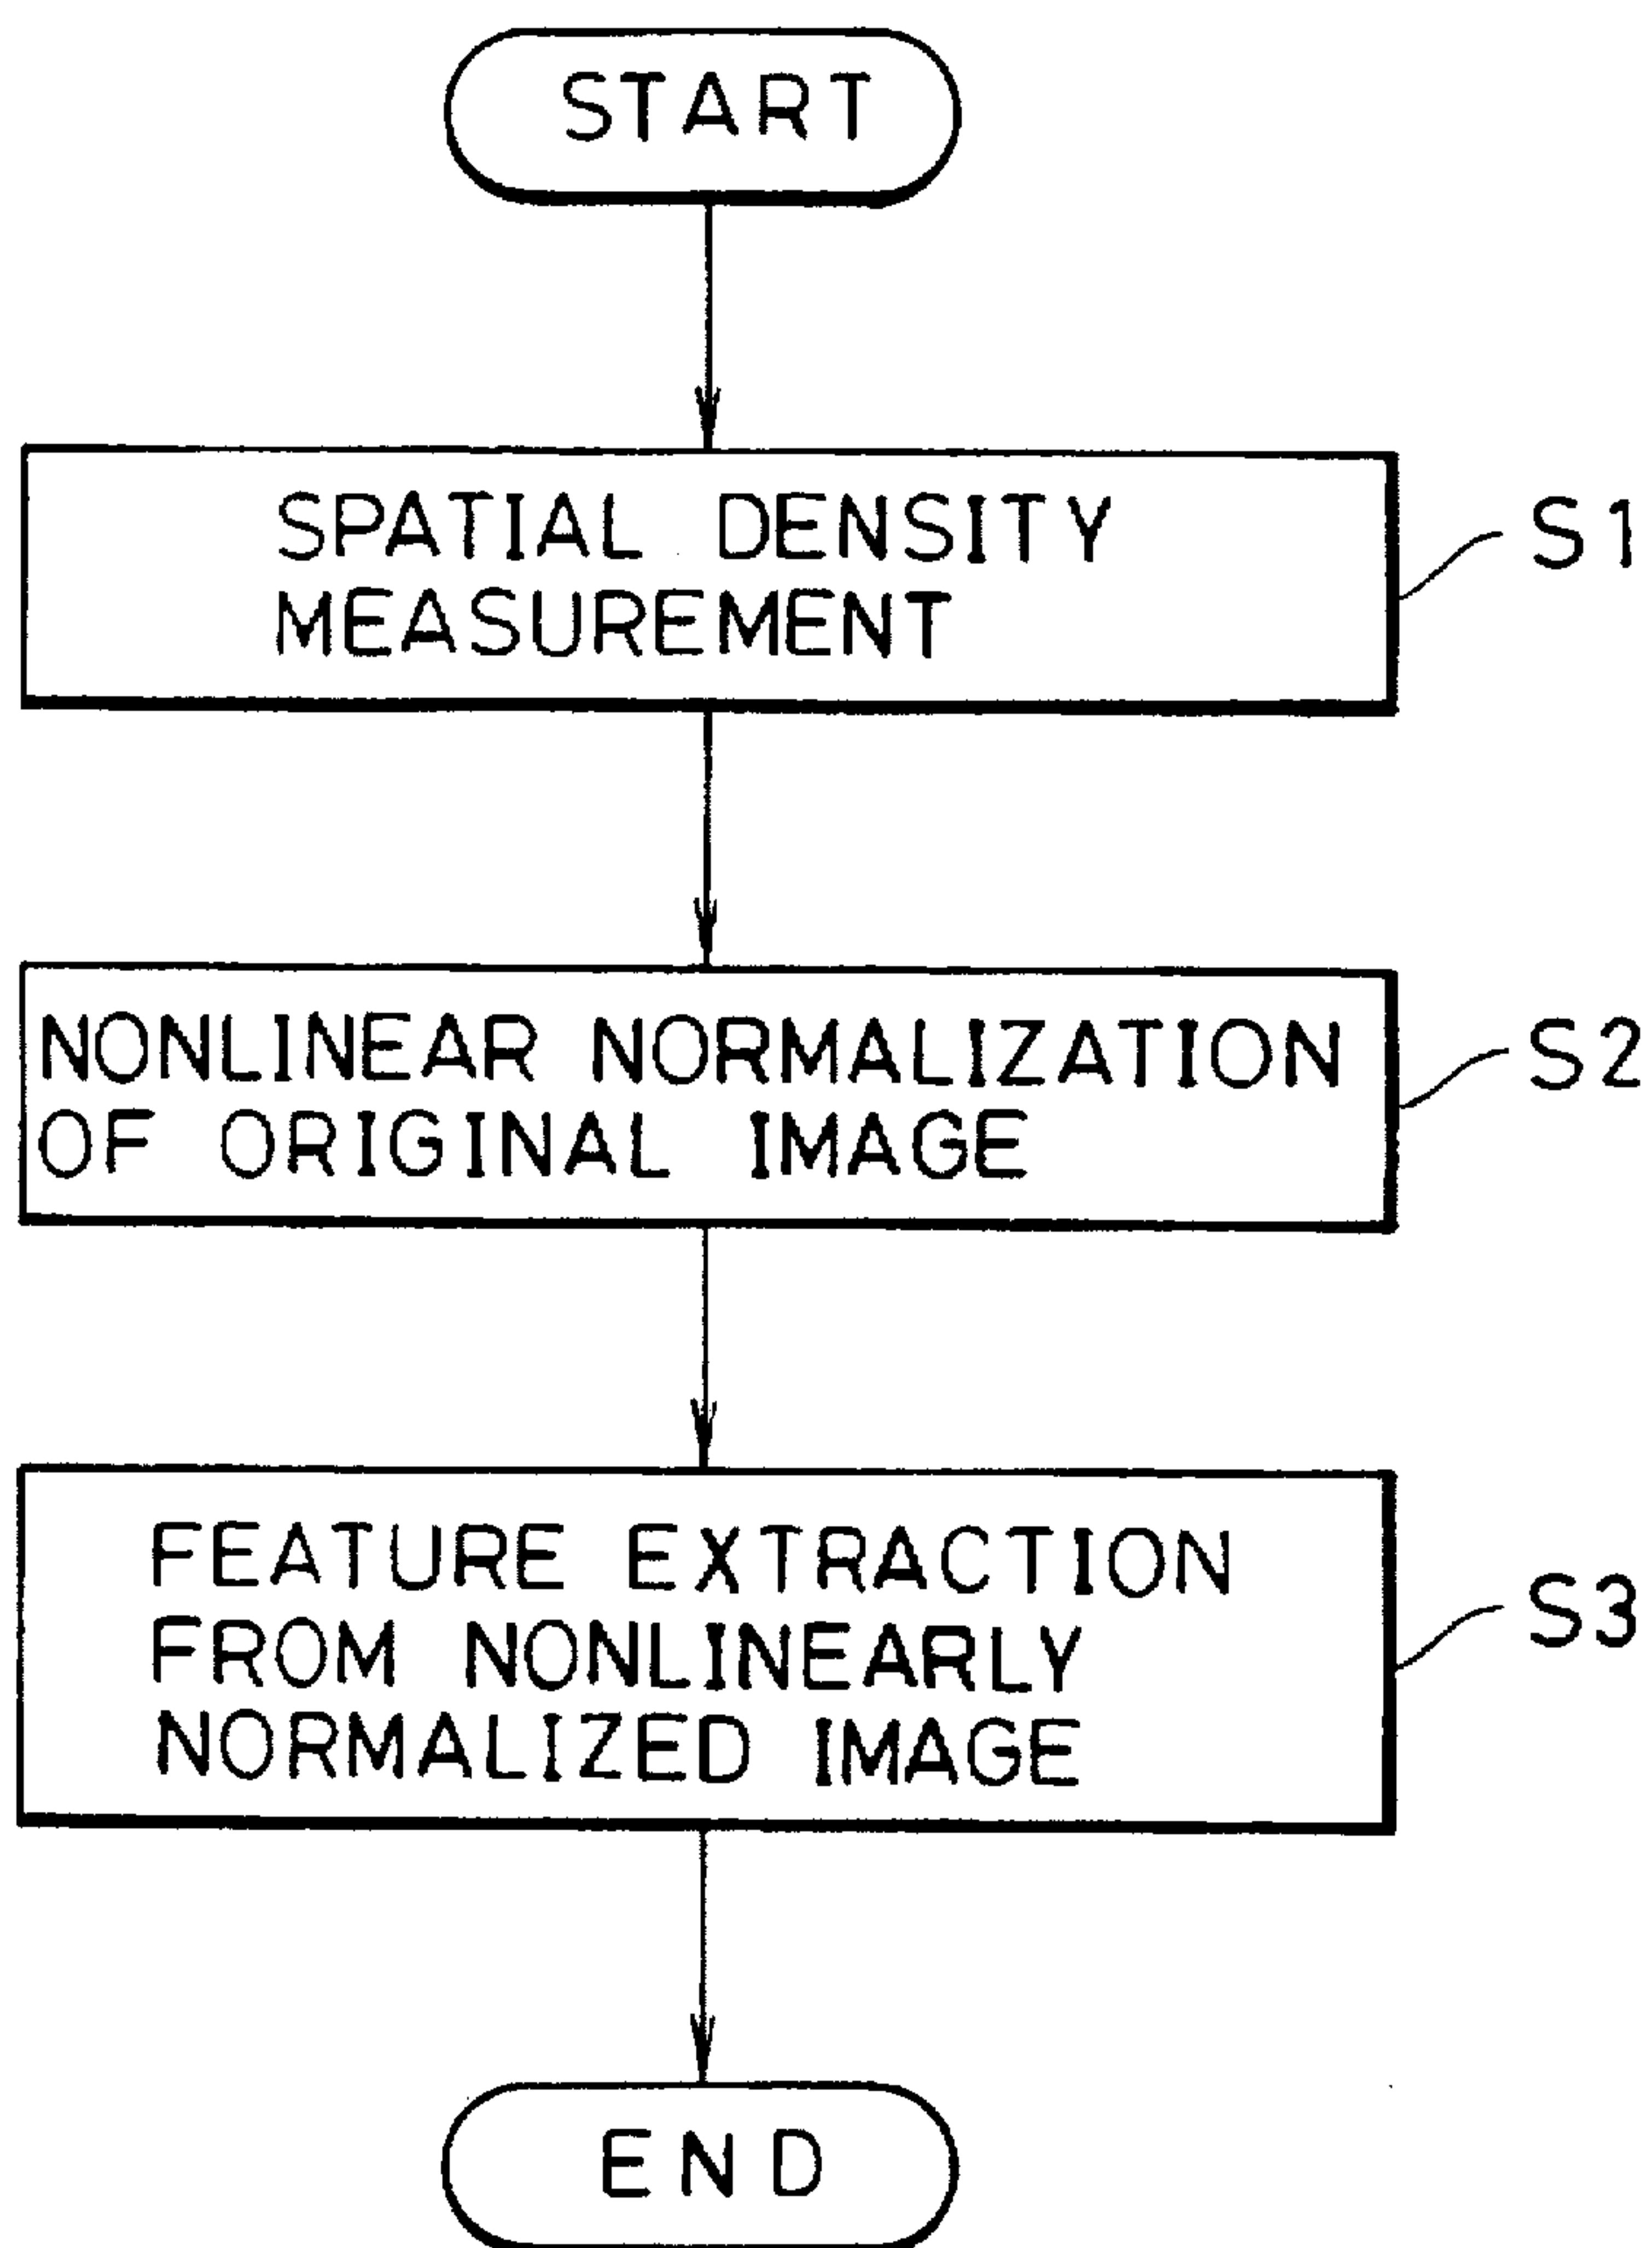 START
SPATIAL DENSITY
MEASUREMENT
S1
NONLINEAR NORMALIZATION
OF ORIGINAL IMAGE
S2
FEATURE EXTRACTION
FROM NONLINEARLY
NORMALIZED IMAGE
S3
END